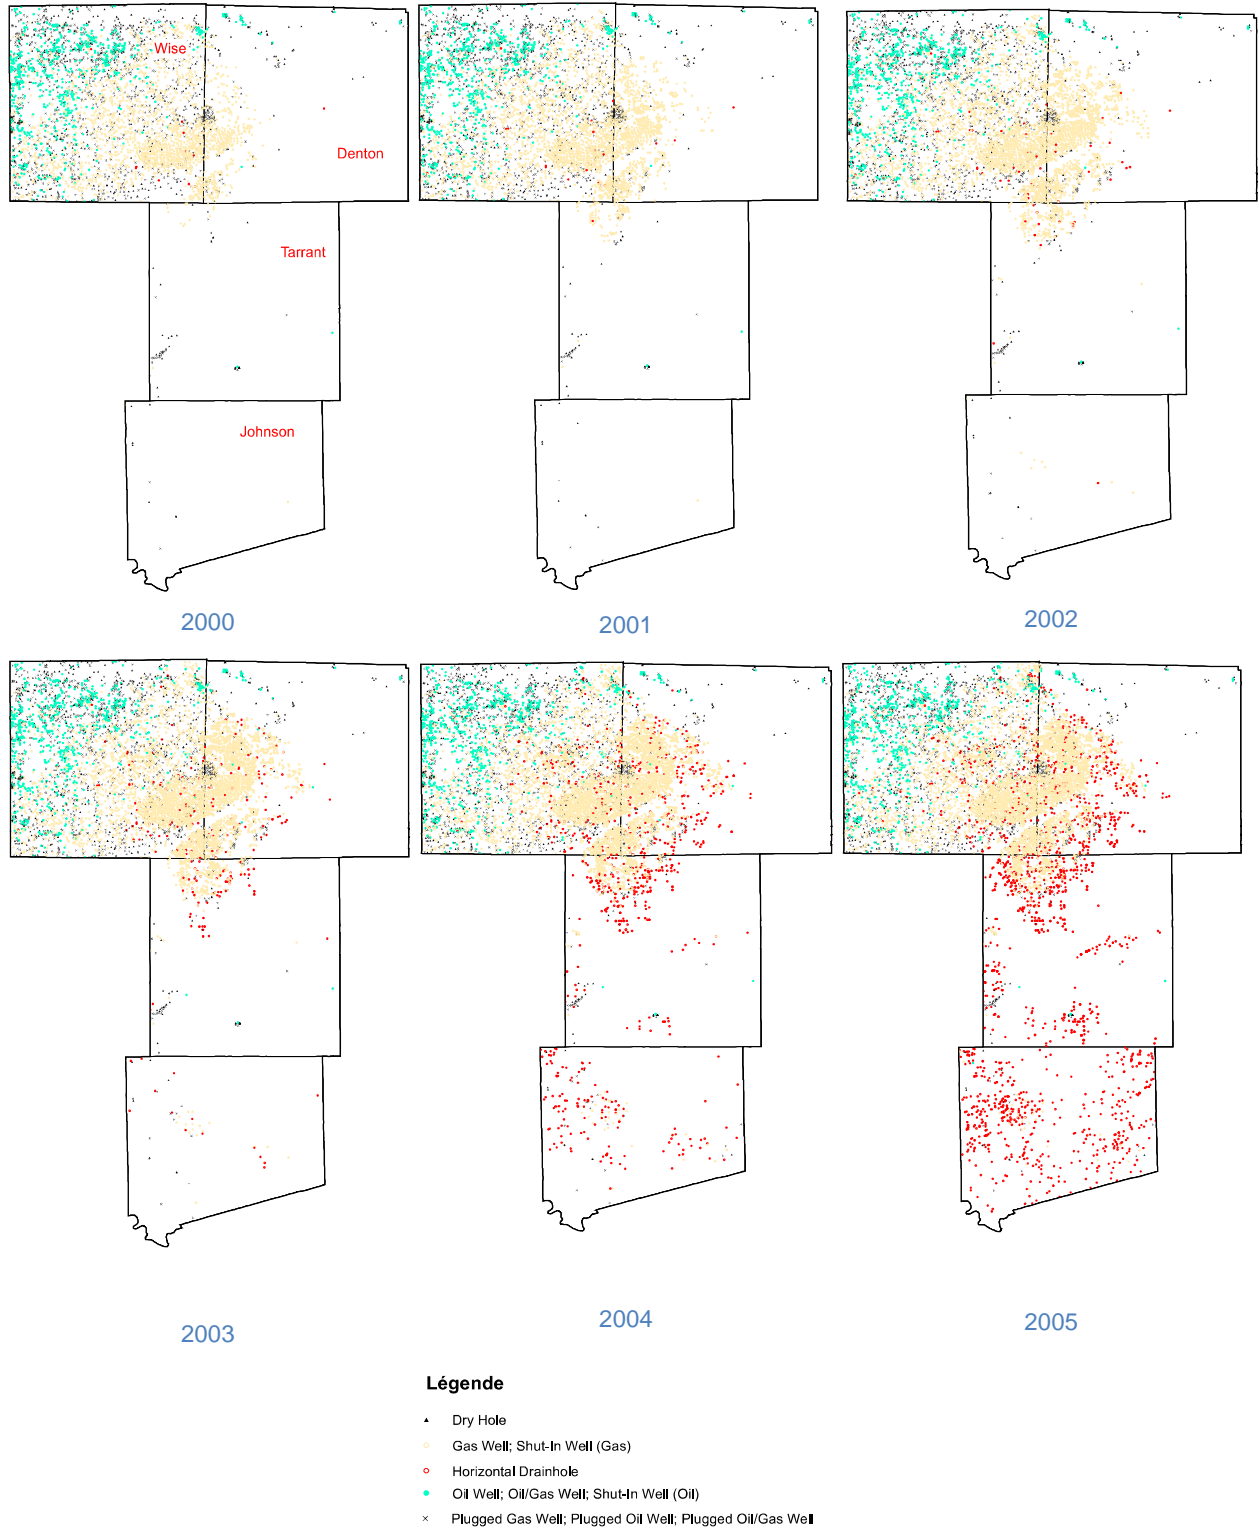 Wise
Denton
Tarrant
Johnson
2000
2001
2002
2003
2004
2005
Légende
Dry Hole
Gas Well; Shut-In Well (Gas)
Horizontal Drainhole
Oil Well; Oil/Gas Well; Shut-In Well (Oil)
Plugged Gas Well; Plugged Oil Well; Plugged Oil/Gas Well